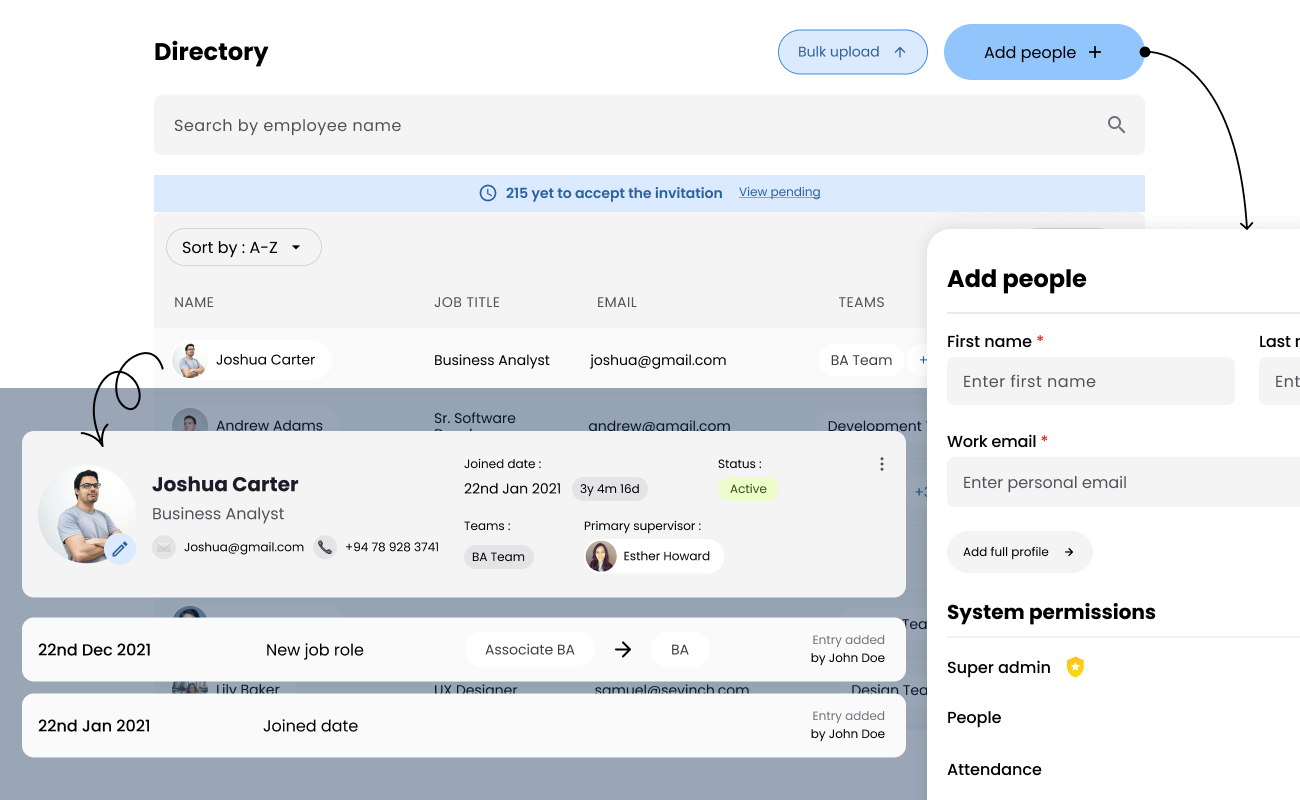 Directory
Bulk upload
Add people +
Search by employee name
215 yet to accept the invitation View pending
Sort by : A-Z
NAME JOB TITLE EMAIL TEAMS
Joshua Carter Business Analyst joshua@gmail.com BA Team +
Andrew Adams Sr. Software andrew@gmail.com Development
Joshua Carter
Business Analyst
Joshua@gmail.com +94 78 928 3741
Joined date :
22nd Jan 2021 3y 4m 16d
Status :
Active
Teams :
BA Team
Primary supervisor :
Esther Howard
22nd Dec 2021 New job role Associate BA BA
Entry added
by John Doe
Lily Baker UX Designer samuel@sevinch.com Design Tea
22nd Jan 2021 Joined date
Entry added
by John Doe
Add people
First name *
Enter first name
Last
Ent
Work email *
Enter personal email
Add full profile
System permissions
Super admin
People
Attendance